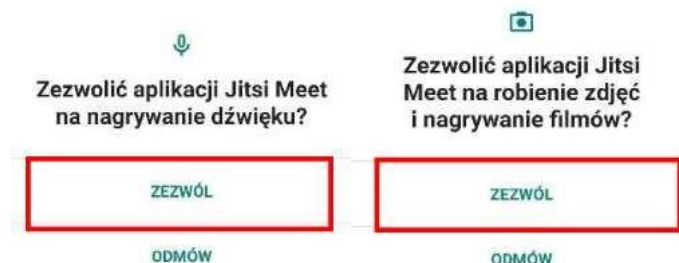 Zezwolić aplikacji Jitsi Meet
na nagrywanie dźwięku?
ZEZWÓL
ODMÓW
Zezwolić aplikacji Jitsi
Meet na robienie zdjęć
i nagrywanie filmów?
ZEZWÓL
ODMÓW